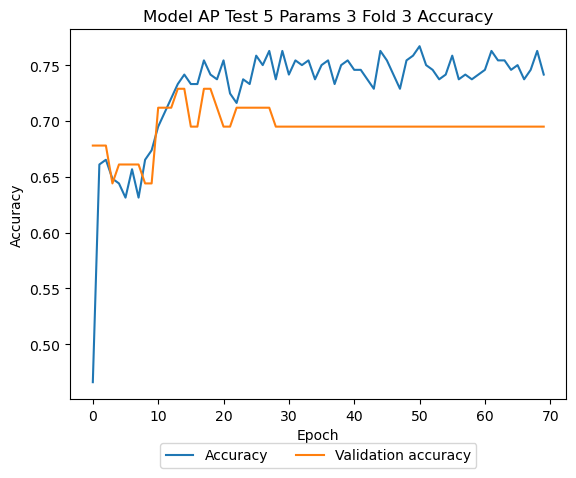 Model AP Test 5 Params 3 Fold 3 Accuracy
Accuracy
0.75
0.70
0.65
0.60
0.55
0.50
0 10 20 30 40 50 60 70
Epoch
Accuracy Validation accuracy